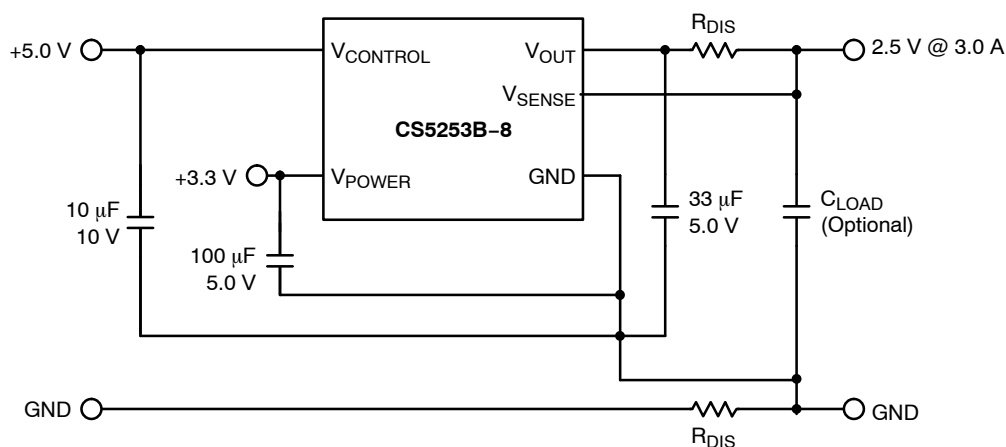 R_DIS
+5.0 V
V_CONTROL
V_OUT
2.5 V @ 3.0 A
V_SENSE
CS5253B−8
+3.3 V
V_POWER
GND
10 μF
10 V
33 μF
5.0 V
C_LOAD
(Optional)
100 μF
5.0 V
GND
GND
R_DIS